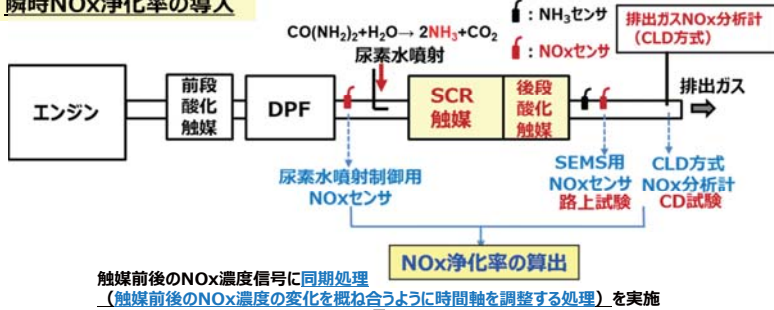 瞬時NOx浄化率の導入
CO(NH₂)₂+H₂O→ 2NH₃+CO₂
尿素水噴射
：NH₃センサ
：NOxセンサ
排出ガスNOx分析計
（CLD方式）
エンジン
前段
酸化
触媒
DPF
SCR
触媒
後段
酸化
触媒
排出ガス
尿素水噴射制御用
NOxセンサ
SEMS用
NOxセンサ
路上試験
CLD方式
NOx分析計
CD試験
NOx浄化率の算出
触媒前後のNOx濃度信号に同期処理
（触媒前後のNOx濃度の変化を概ね合うように時間軸を調整する処理）を実施